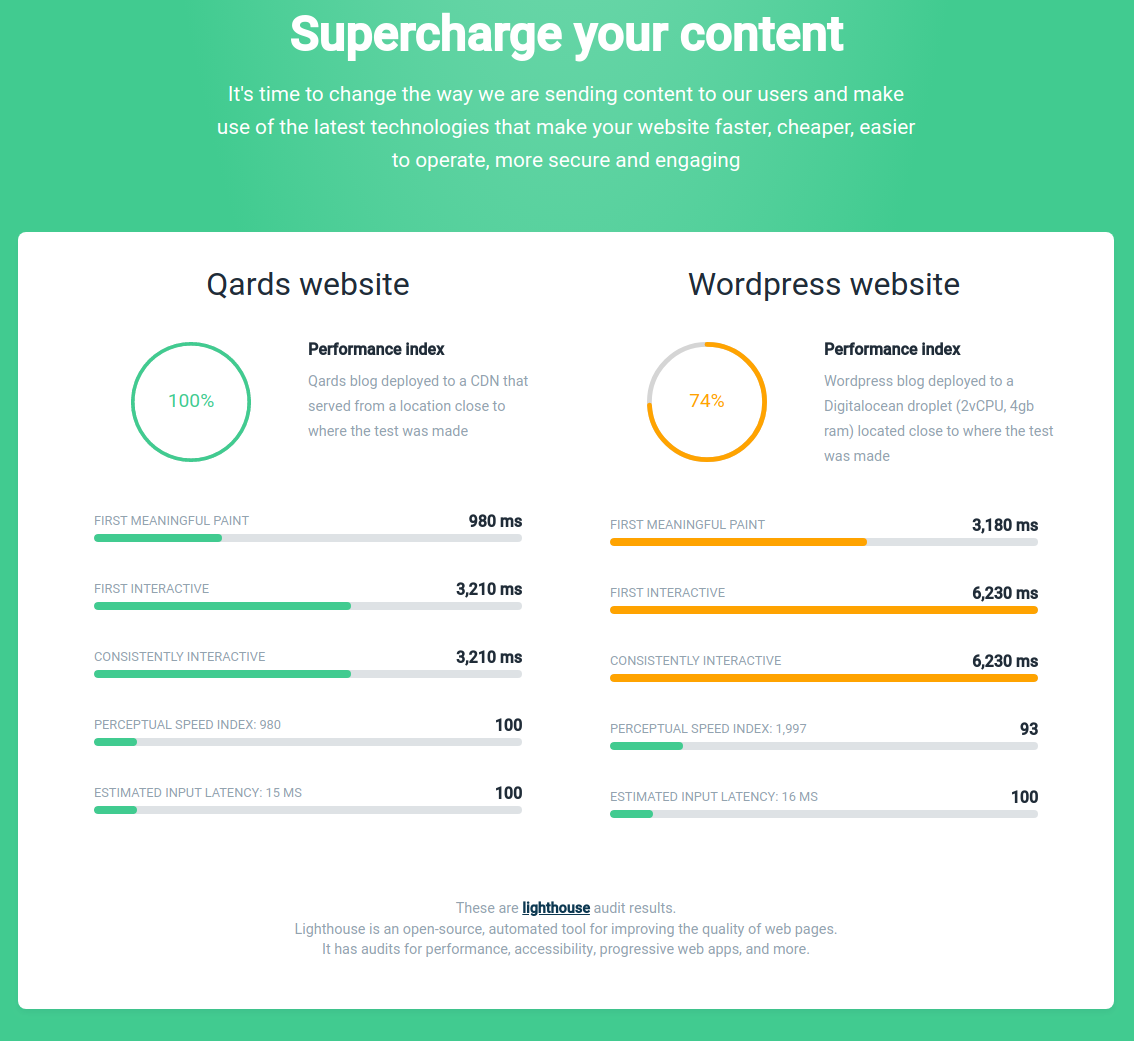 Supercharge your content
It's time to change the way we are sending content to our users and make
use of the latest technologies that make your website faster, cheaper, easier
to operate, more secure and engaging
Qards website
100%
Performance index
Qards blog deployed to a CDN that
served from a location close to
where the test was made
FIRST MEANINGFUL PAINT 980 ms
FIRST INTERACTIVE 3,210 ms
CONSISTENTLY INTERACTIVE 3,210 ms
PERCEPTUAL SPEED INDEX: 980 100
ESTIMATED INPUT LATENCY: 15 MS 100
Wordpress website
74%
Performance index
Wordpress blog deployed to a
Digitalocean droplet (2vCPU, 4gb
ram) located close to where the test
was made
FIRST MEANINGFUL PAINT 3,180 ms
FIRST INTERACTIVE 6,230 ms
CONSISTENTLY INTERACTIVE 6,230 ms
PERCEPTUAL SPEED INDEX: 1,997 93
ESTIMATED INPUT LATENCY: 16 MS 100
These are lighthouse audit results.
Lighthouse is an open-source, automated tool for improving the quality of web pages.
It has audits for performance, accessibility, progressive web apps, and more.